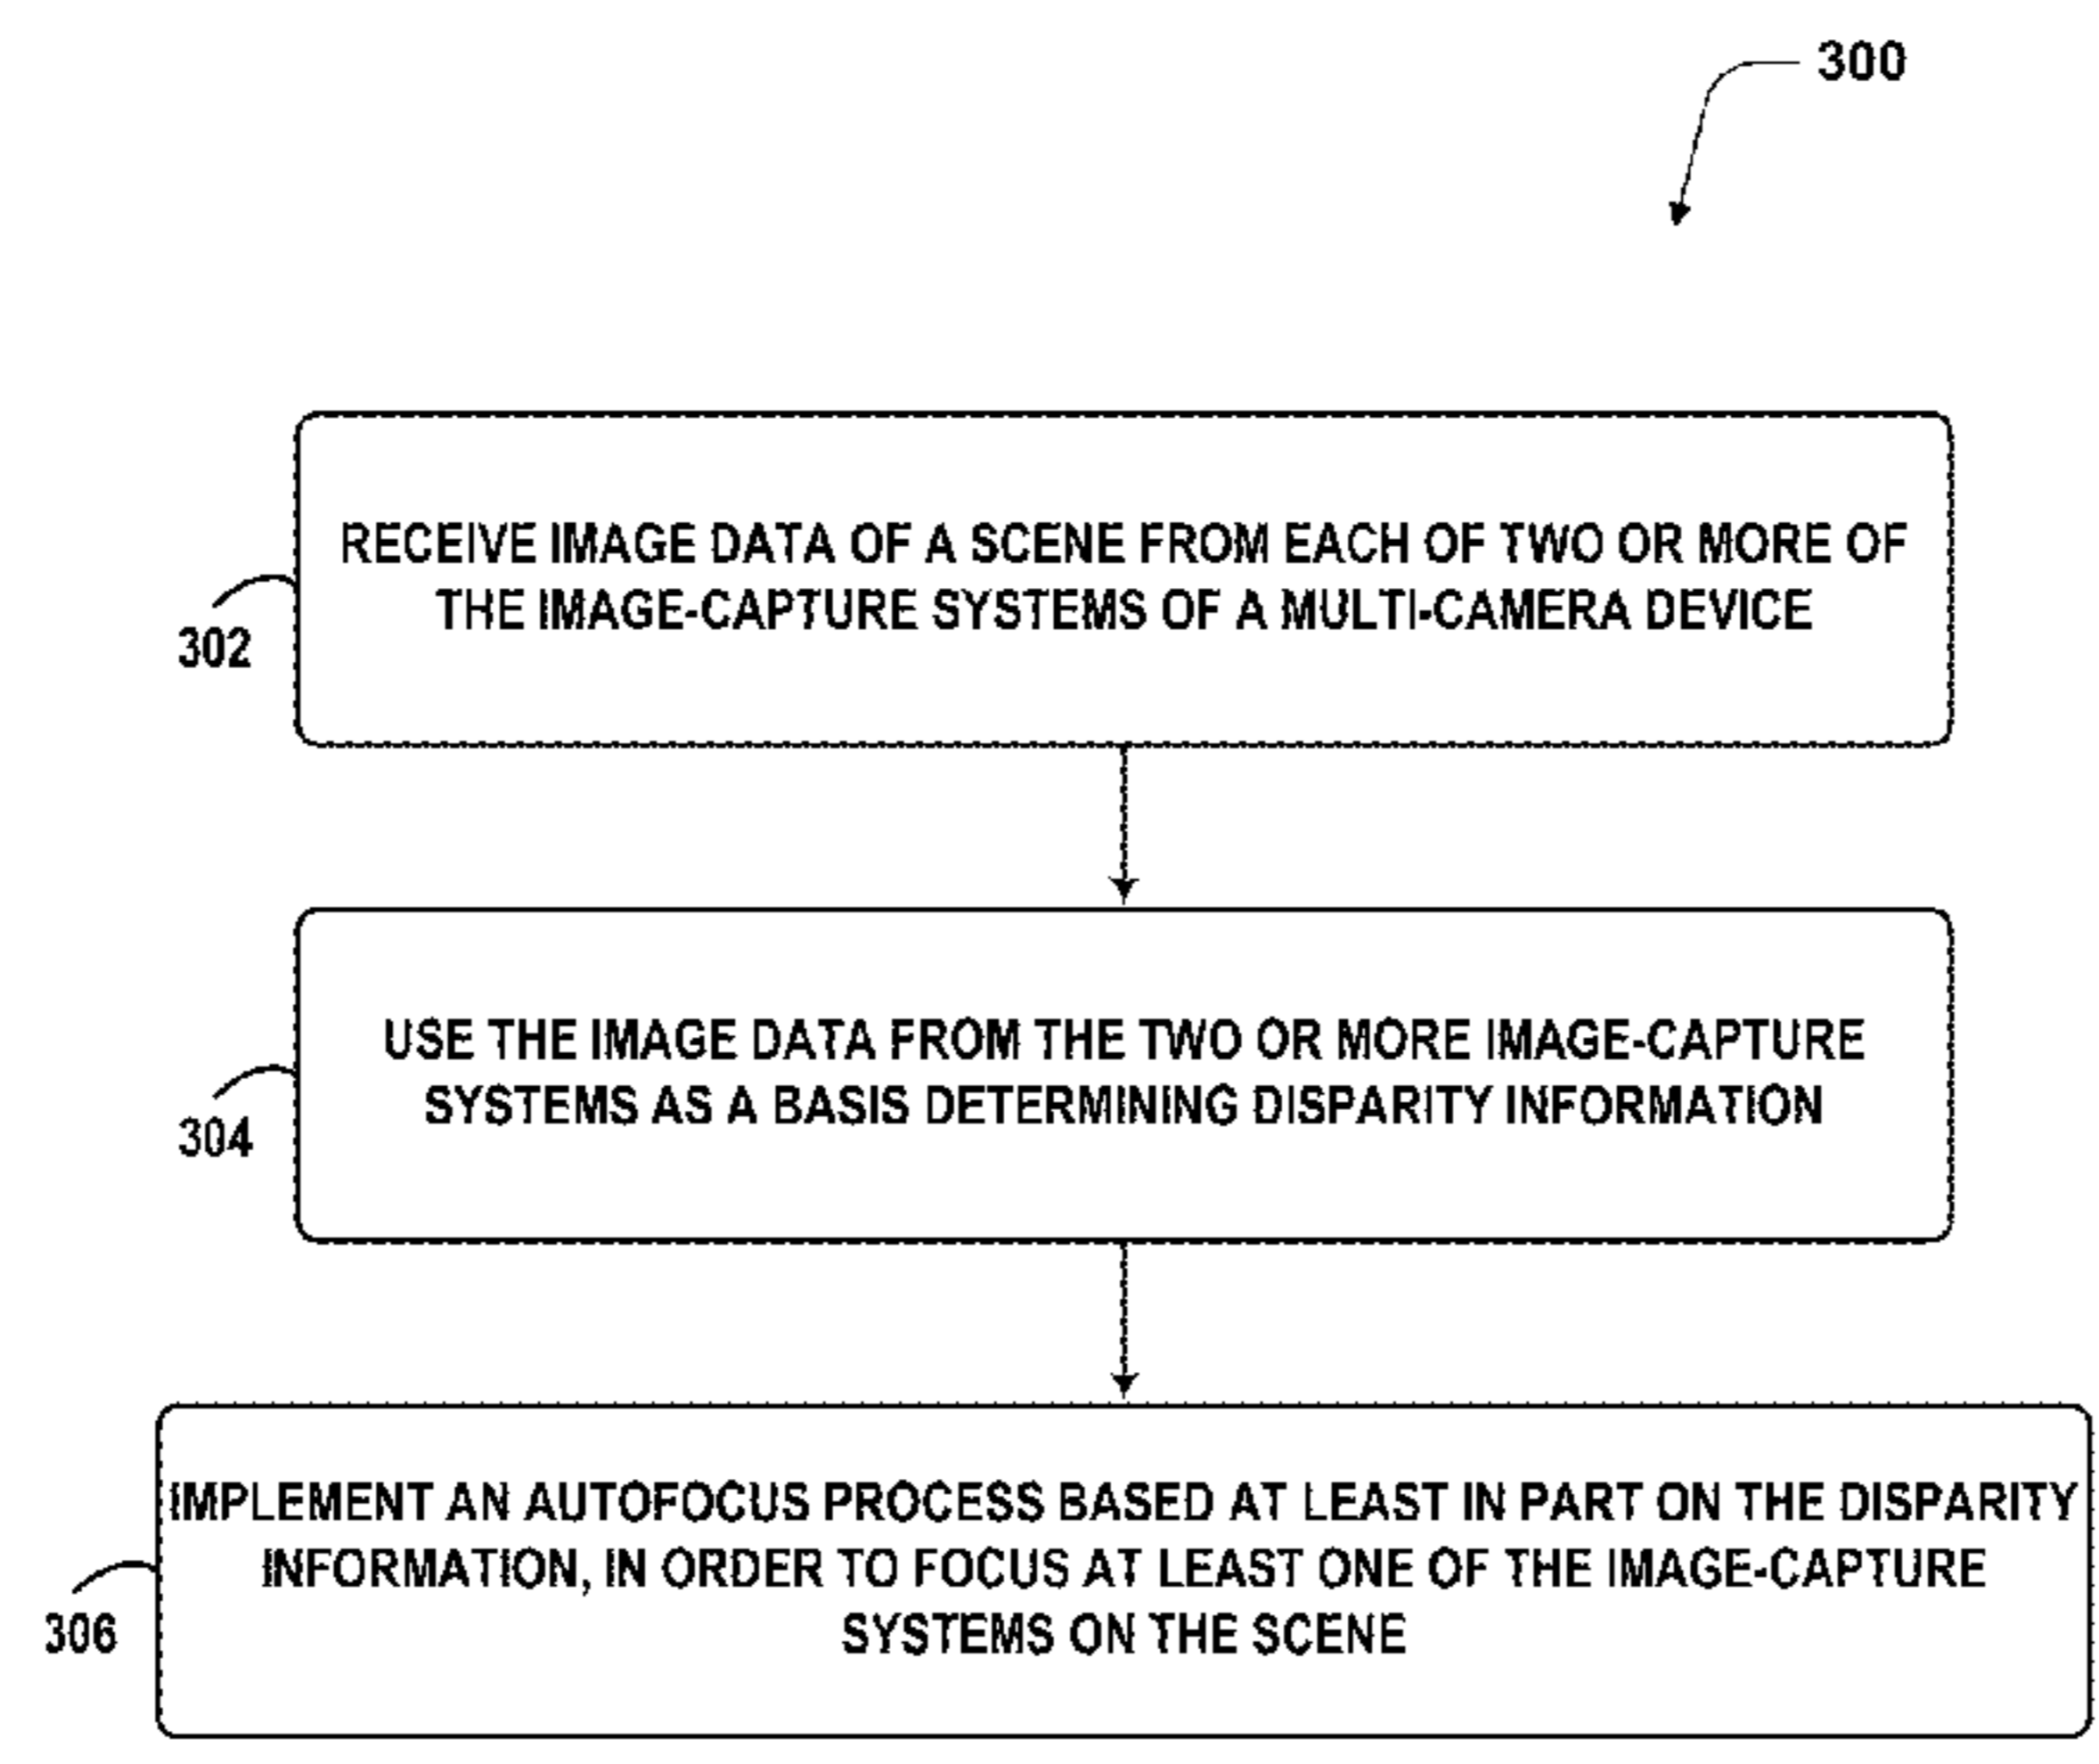 300
RECEIVE IMAGE DATA OF A SCENE FROM EACH OF TWO OR MORE OF
THE IMAGE-CAPTURE SYSTEMS OF A MULTI-CAMERA DEVICE
302
USE THE IMAGE DATA FROM THE TWO OR MORE IMAGE-CAPTURE
SYSTEMS AS A BASIS DETERMINING DISPARITY INFORMATION
304
IMPLEMENT AN AUTOFOCUS PROCESS BASED AT LEAST IN PART ON THE DISPARITY
INFORMATION, IN ORDER TO FOCUS AT LEAST ONE OF THE IMAGE-CAPTURE
SYSTEMS ON THE SCENE
306